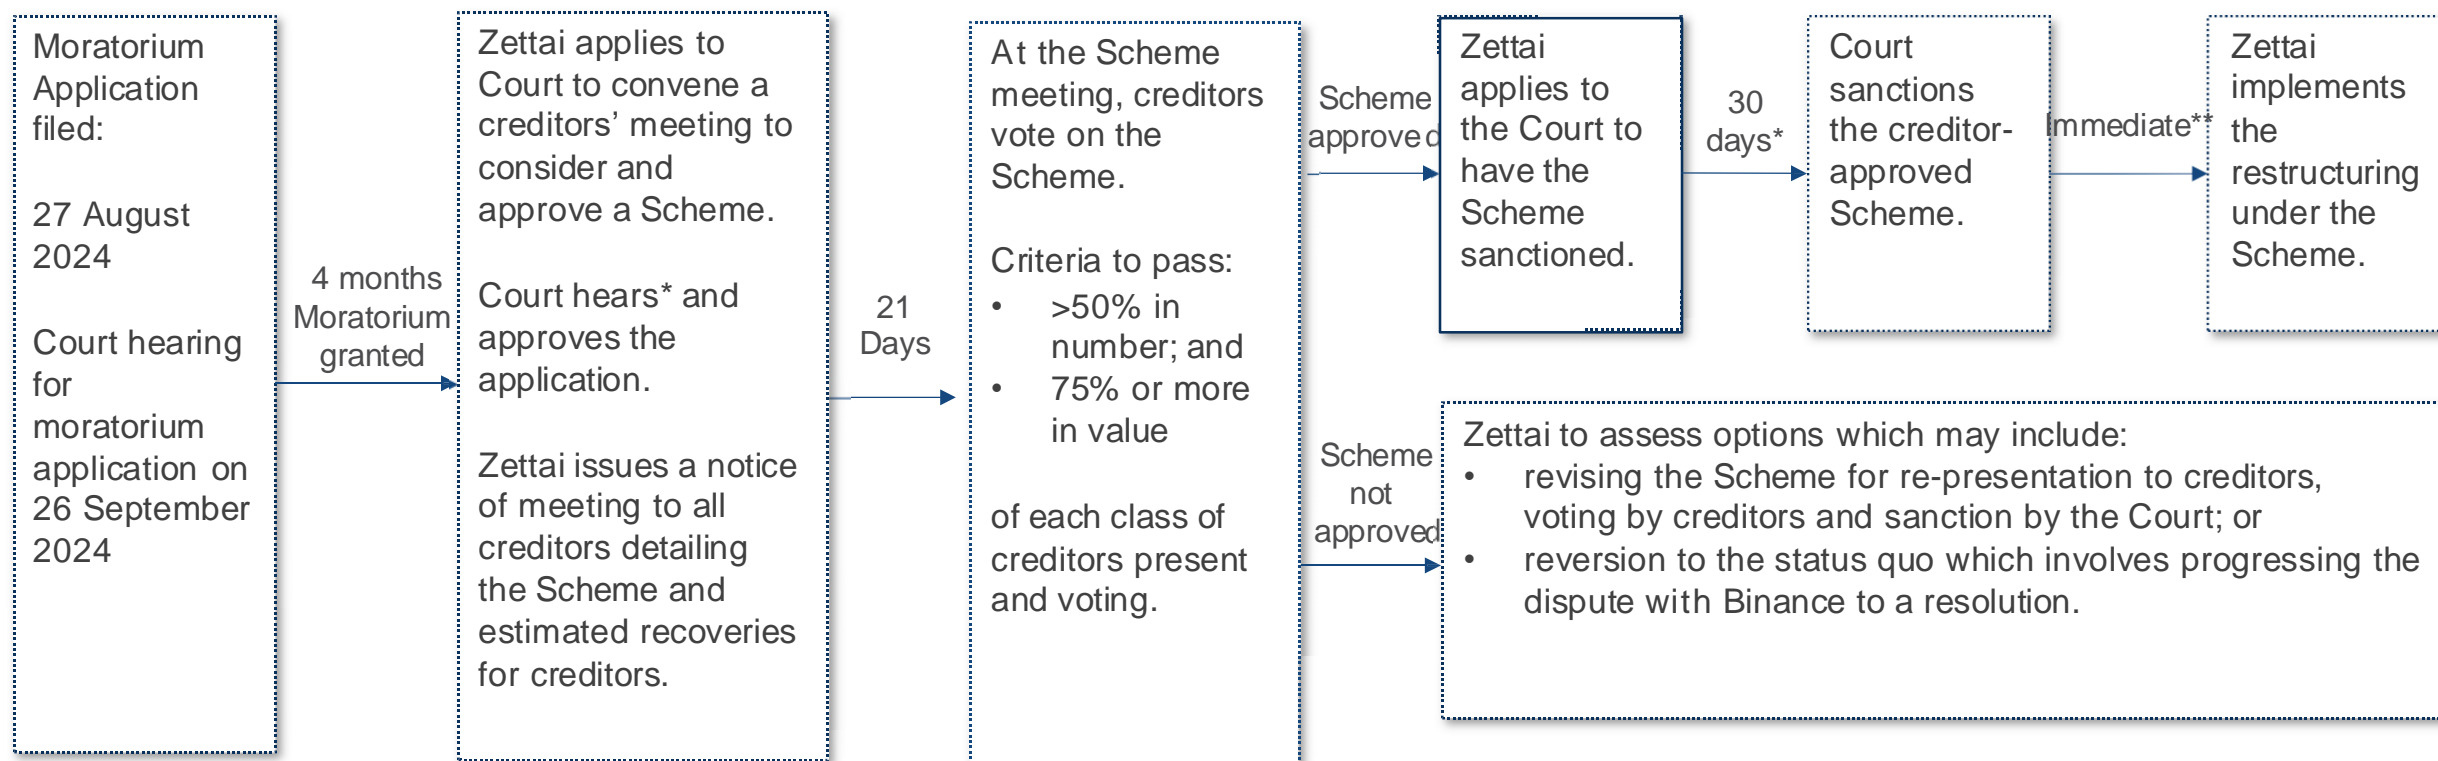 Moratorium
Application
filed:
27 August
2024
Court hearing
for
moratorium
application on
26 September
2024
4 months
Moratorium
granted
Zettai applies to
Court to convene a
creditors’ meeting to
consider and
approve a Scheme.
Court hears* and
approves the
application.
Zettai issues a notice
of meeting to all
creditors detailing
the Scheme and
estimated recoveries
for creditors.
21
Days
At the Scheme
meeting, creditors
vote on the
Scheme.
Criteria to pass:
• >50% in
number; and
• 75% or more
in value
of each class of
creditors present
and voting.
Scheme
approved
Zettai
applies to
the Court to
have the
Scheme
sanctioned.
30
days*
Court
sanctions
the creditor-
approved
Scheme.
Immediate**
Zettai
implements
the
restructuring
under the
Scheme.
Scheme
not
approved
Zettai to assess options which may include:
• revising the Scheme for re-presentation to creditors,
voting by creditors and sanction by the Court; or
• reversion to the status quo which involves progressing the
dispute with Binance to a resolution.